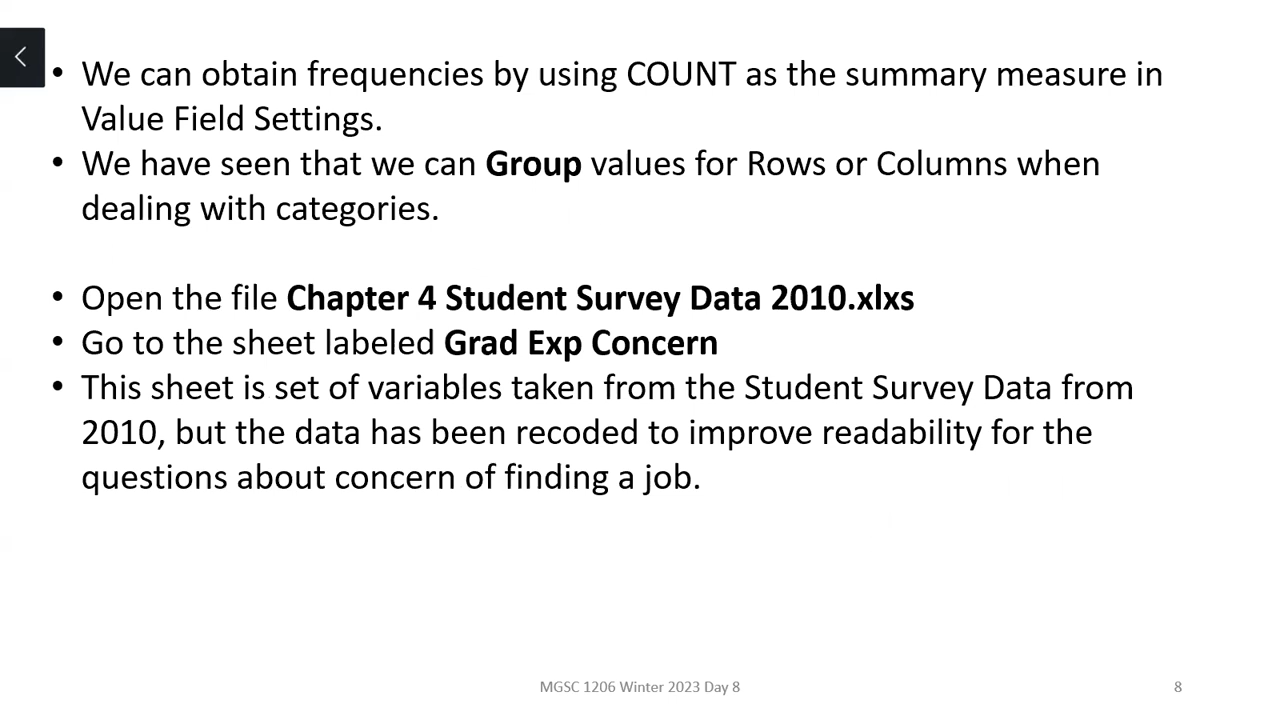 • We can obtain frequencies by using COUNT as the summary measure in
Value Field Settings.
• We have seen that we can Group values for Rows or Columns when
dealing with categories.
• Open the file Chapter 4 Student Survey Data 2010.xlxs
• Go to the sheet labeled Grad Exp Concern
• This sheet is set of variables taken from the Student Survey Data from
2010, but the data has been recoded to improve readability for the
questions about concern of finding a job.
MGSC 1206 Winter 2023 Day 8
8